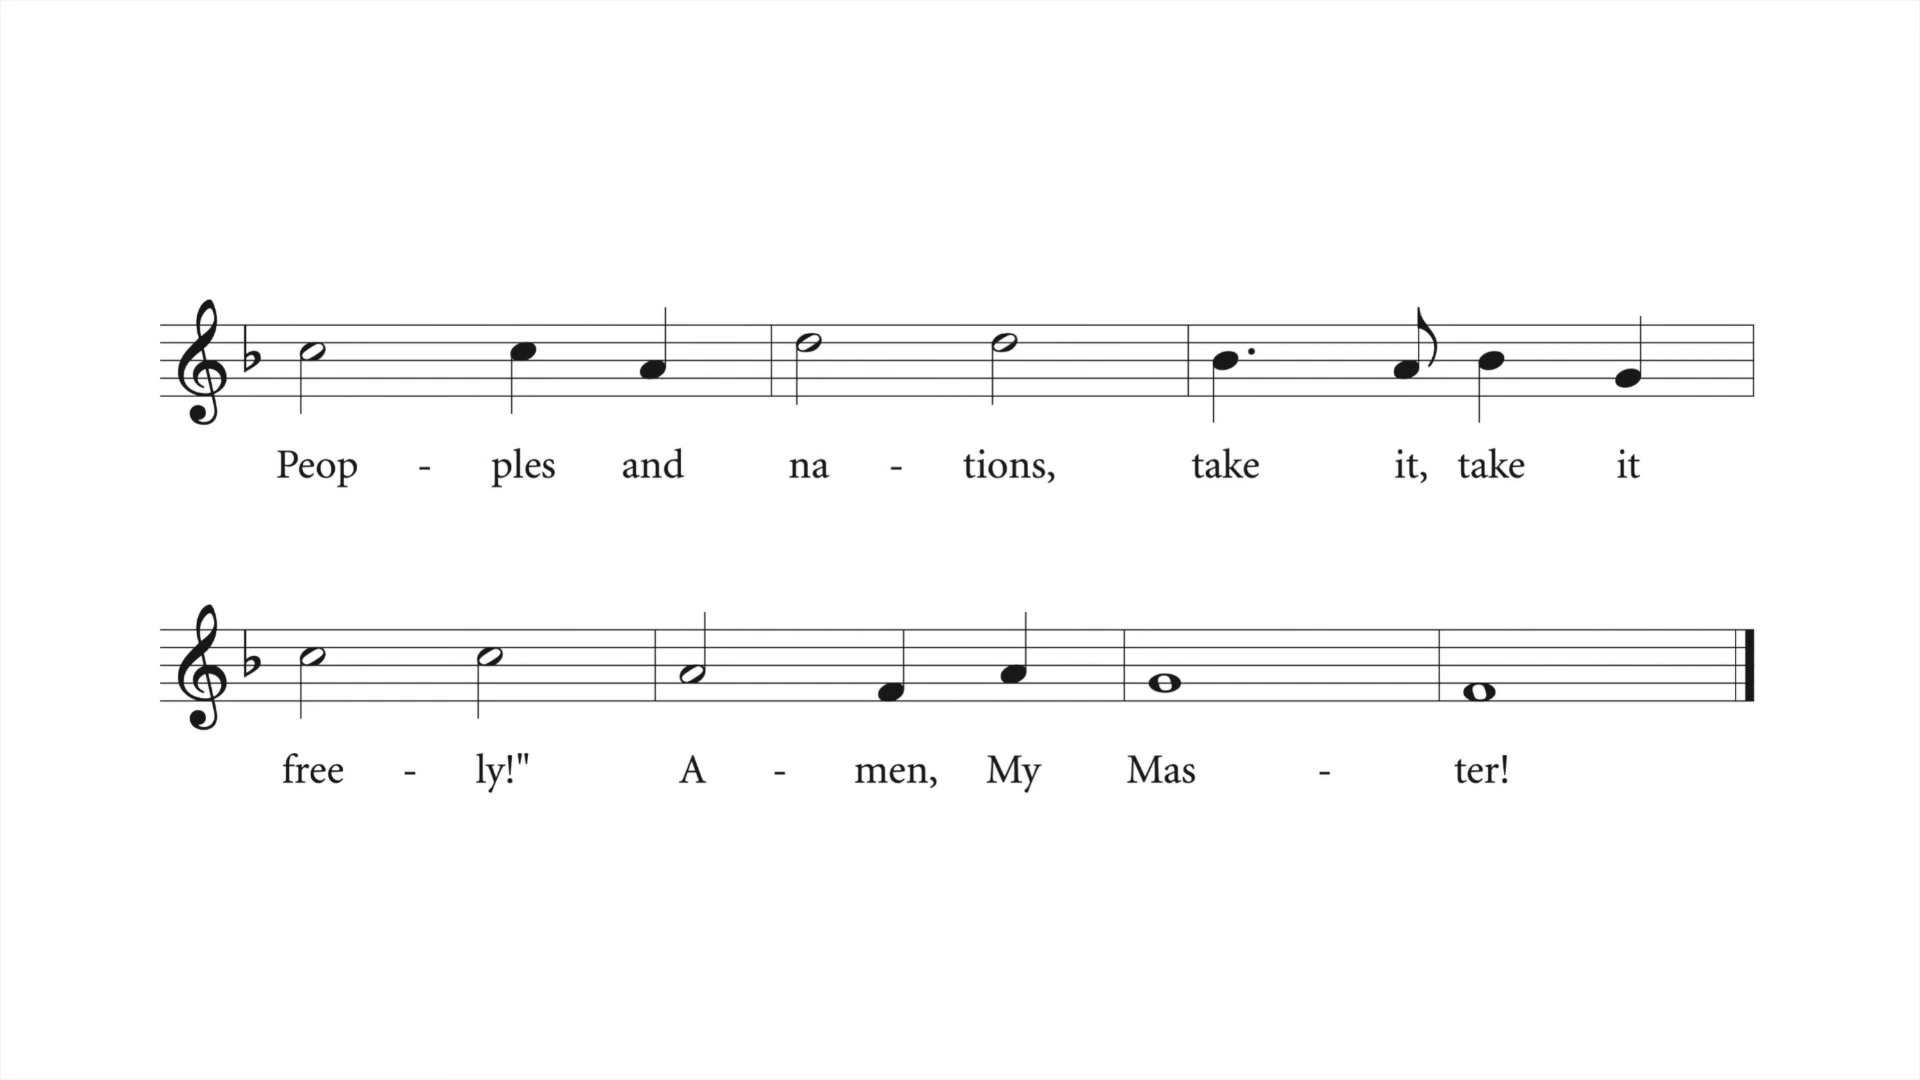 Peop - ples and na - tions, take it, take it
free - ly!" A - men, My Mas - ter!